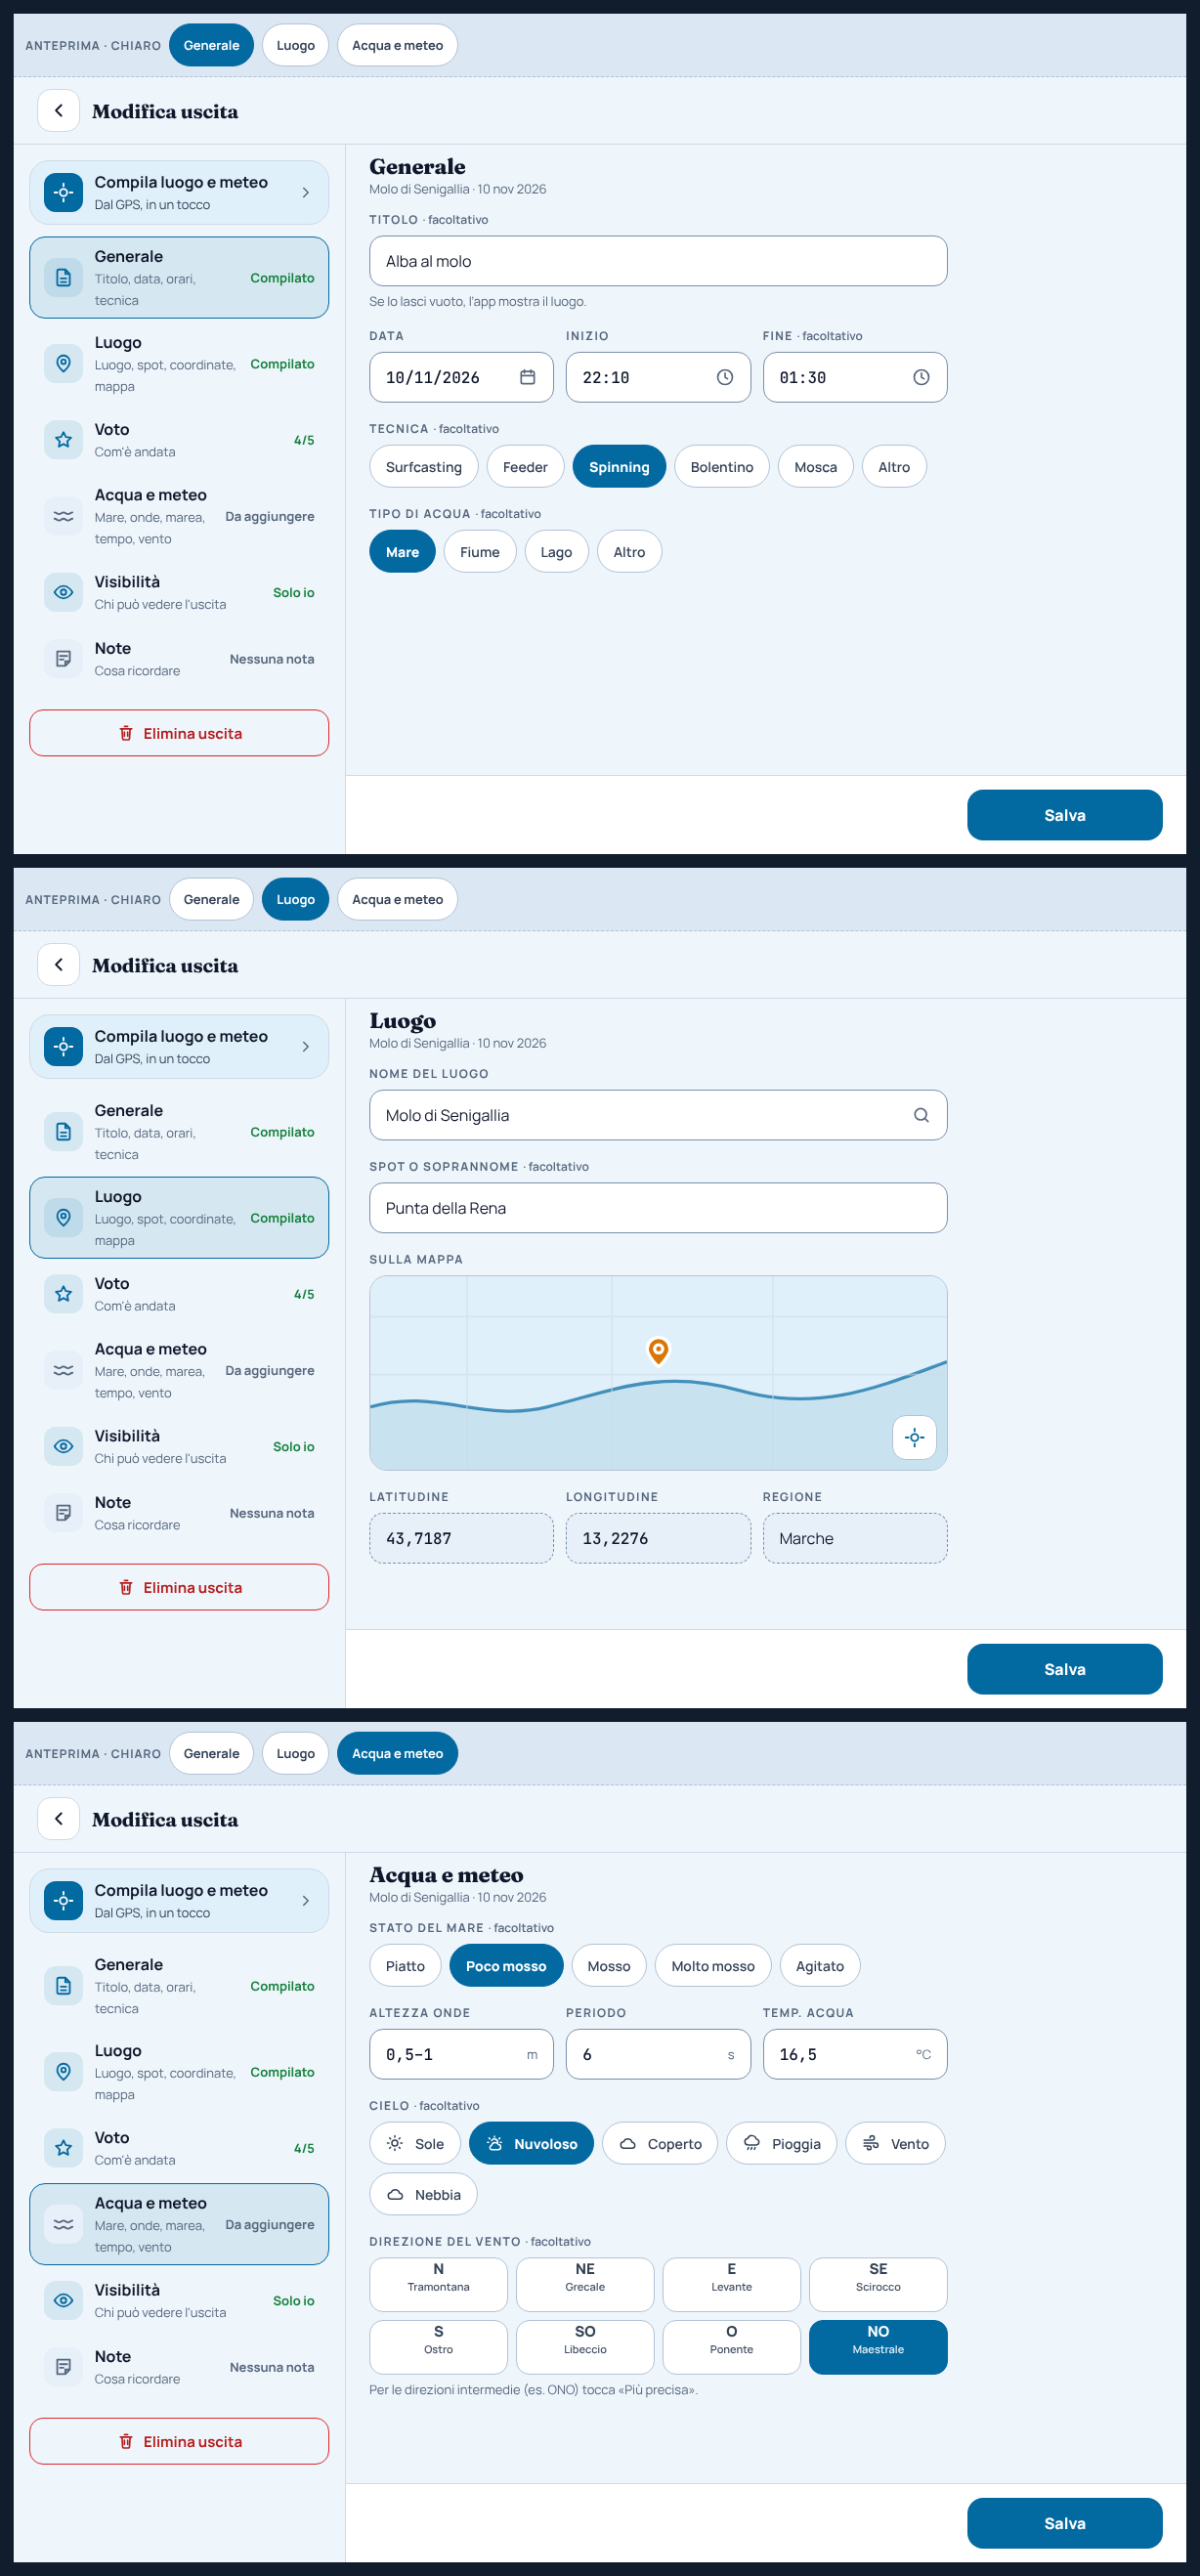 ANTEPRIMA · CHIARO Generale Luogo Acqua e meteo
Modifica uscita
Compila luogo e meteo
Dal GPS, in un tocco
Generale
Titolo, data, orari,
tecnica
Compilato
Luogo
Luogo, spot, coordinate,
mappa
Compilato
Voto
Com'è andata
4/5
Acqua e meteo
Mare, onde, marea,
tempo, vento
Da aggiungere
Visibilità
Chi può vedere l'uscita
Solo io
Note
Cosa ricordare
Nessuna nota
Elimina uscita
Generale
Molo di Senigallia · 10 nov 2026
TITOLO · facoltativo
Alba al molo
Se lo lasci vuoto, l'app mostra il luogo.
DATA INIZIO FINE · facoltativo
10/11/2026 22:10 01:30
TECNICA · facoltativo
Surfcasting Feeder Spinning Bolentino Mosca Altro
TIPO DI ACQUA · facoltativo
Mare Fiume Lago Altro
Salva
ANTEPRIMA · CHIARO Generale Luogo Acqua e meteo
Modifica uscita
Compila luogo e meteo
Dal GPS, in un tocco
Generale
Titolo, data, orari,
tecnica
Compilato
Luogo
Luogo, spot, coordinate,
mappa
Compilato
Voto
Com'è andata
4/5
Acqua e meteo
Mare, onde, marea,
tempo, vento
Da aggiungere
Visibilità
Chi può vedere l'uscita
Solo io
Note
Cosa ricordare
Nessuna nota
Elimina uscita
Luogo
Molo di Senigallia · 10 nov 2026
NOME DEL LUOGO
Molo di Senigallia
SPOT O SOPRANNOME · facoltativo
Punta della Rena
SULLA MAPPA
LATITUDINE LONGITUDINE REGIONE
43,7187 13,2276 Marche
Salva
ANTEPRIMA · CHIARO Generale Luogo Acqua e meteo
Modifica uscita
Compila luogo e meteo
Dal GPS, in un tocco
Generale
Titolo, data, orari,
tecnica
Compilato
Luogo
Luogo, spot, coordinate,
mappa
Compilato
Voto
Com'è andata
4/5
Acqua e meteo
Mare, onde, marea,
tempo, vento
Da aggiungere
Visibilità
Chi può vedere l'uscita
Solo io
Note
Cosa ricordare
Nessuna nota
Elimina uscita
Acqua e meteo
Molo di Senigallia · 10 nov 2026
STATO DEL MARE · facoltativo
Piatto Poco mosso Mosso Molto mosso Agitato
ALTEZZA ONDE PERIODO TEMP. ACQUA
0,5–1 m 6 s 16,5 °C
CIELO · facoltativo
Sole Nuvoloso Coperto Pioggia Vento
Nebbia
DIREZIONE DEL VENTO · facoltativo
N NE E SE
Tramontana Grecale Levante Scirocco
S SO O NO
Ostro Libeccio Ponente Maestrale
Per le direzioni intermedie (es. ONO) tocca «Più precisa».
Salva